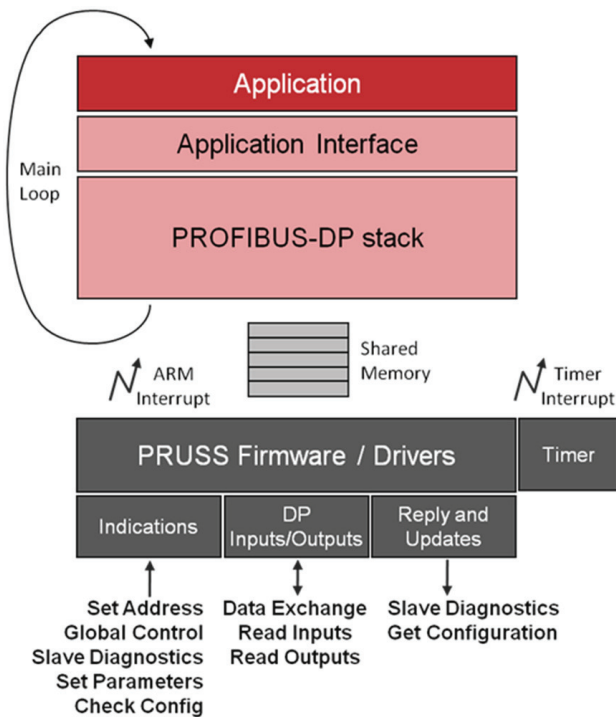 Application
Main
Loop
Application Interface
PROFIBUS-DP stack
ARM
Interrupt
Shared
Memory
Timer
Interrupt
PRUSS Firmware / Drivers
Timer
Indications
DP
Inputs/Outputs
Reply and
Updates
Set Address
Global Control
Slave Diagnostics
Set Parameters
Check Config
Data Exchange
Read Inputs
Read Outputs
Slave Diagnostics
Get Configuration